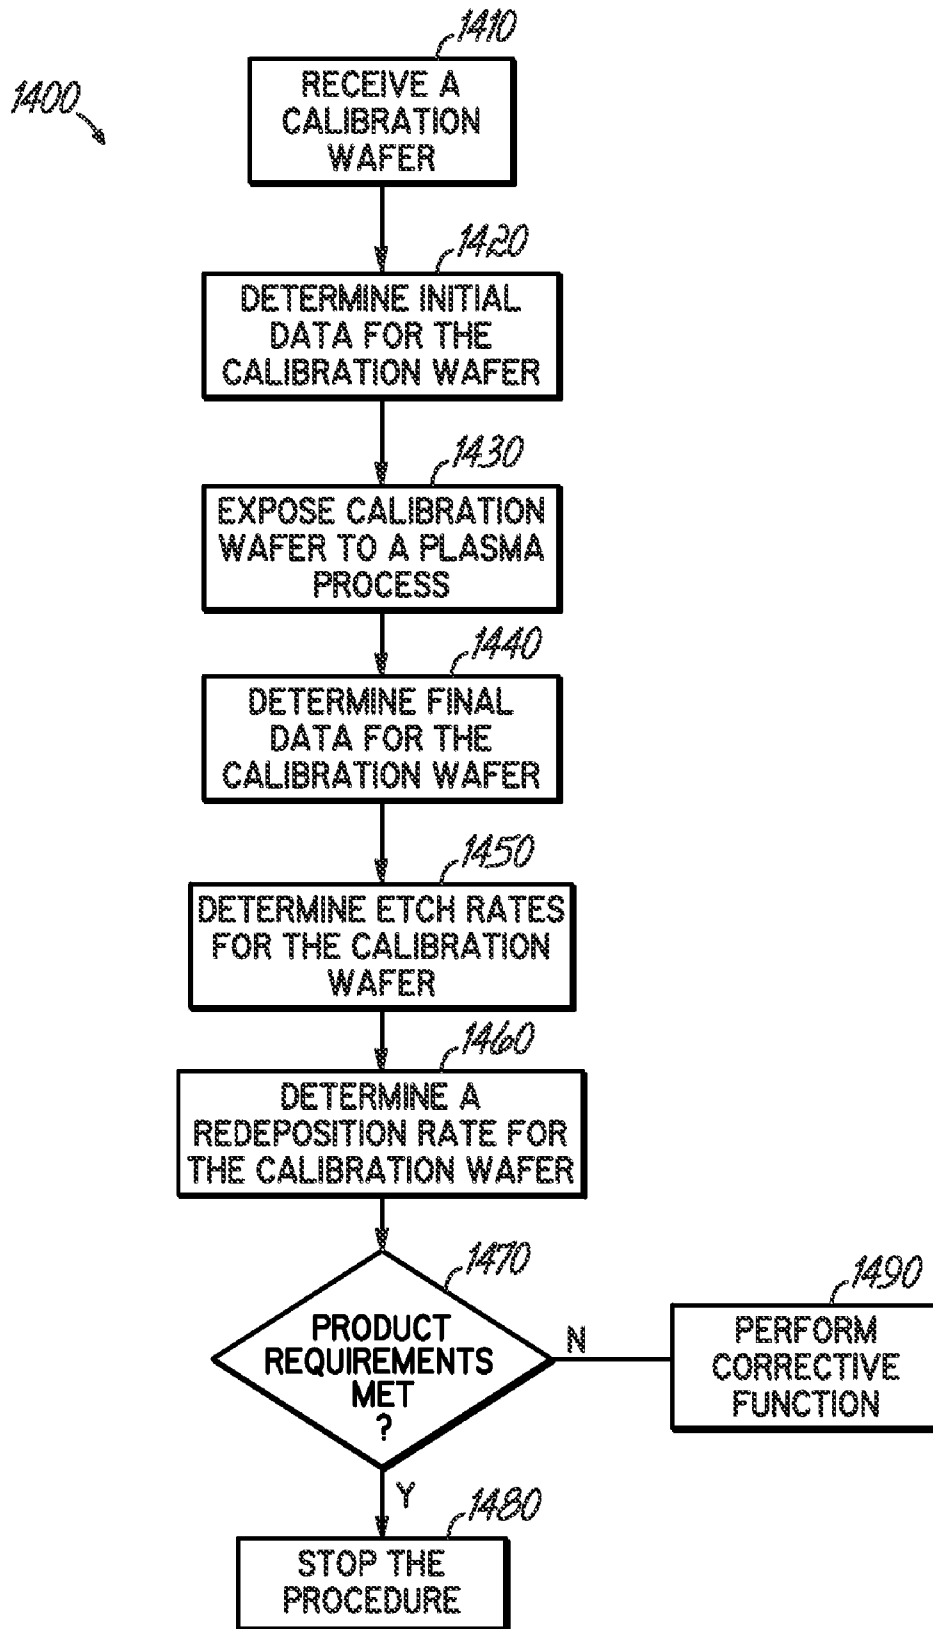 1400
1410
RECEIVE A
CALIBRATION
WAFER
1420
DETERMINE INITIAL
DATA FOR THE
CALIBRATION WAFER
1430
EXPOSE CALIBRATION
WAFER TO A PLASMA
PROCESS
1440
DETERMINE FINAL
DATA FOR THE
CALIBRATION WAFER
1450
DETERMINE ETCH RATES
FOR THE CALIBRATION
WAFER
1460
DETERMINE A
REDEPOSITION RATE FOR
THE CALIBRATION WAFER
1470
PRODUCT
REQUIREMENTS
MET
?
N
1490
PERFORM
CORRECTIVE
FUNCTION
Y
1480
STOP THE
PROCEDURE